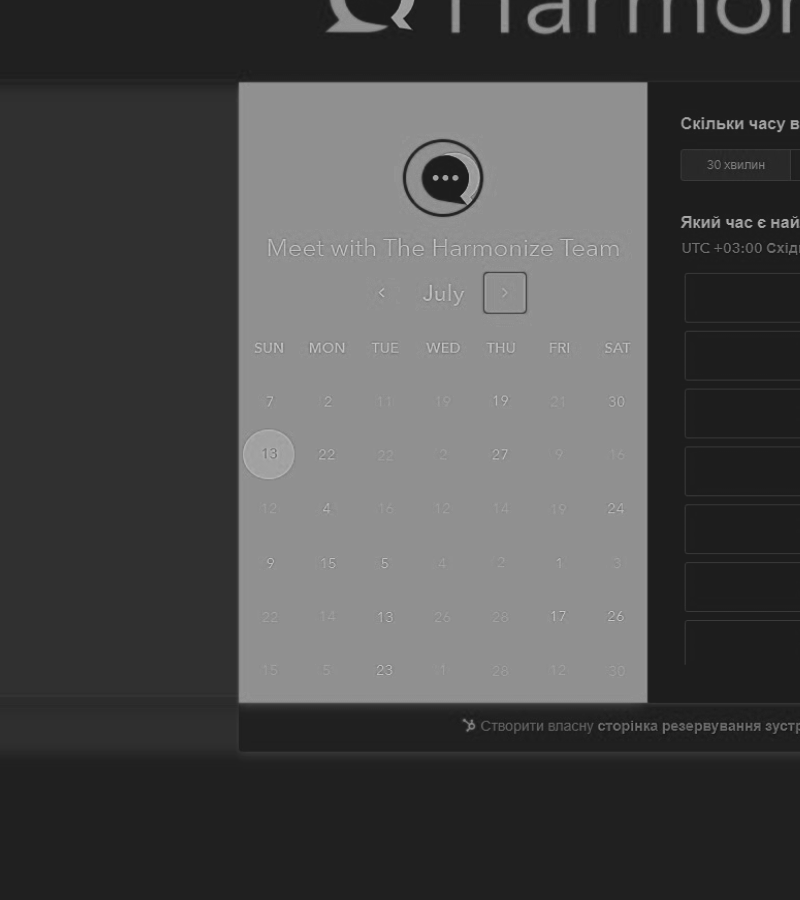 Harmon
Meet with The Harmonize Team
< July >
SUN MON TUE WED THU FRI SAT
7 2 11 19 19 21 30
13 22 22 2 27 9 16
12 4 16 12 14 19 24
9 15 5 4 2 1 3
22 14 13 26 28 17 26
15 5 23 1 28 12 30
Скільки часу в
30 хвилин
Який час є най
UTC +03:00 Східн
Створити власну сторінка резервування зустр